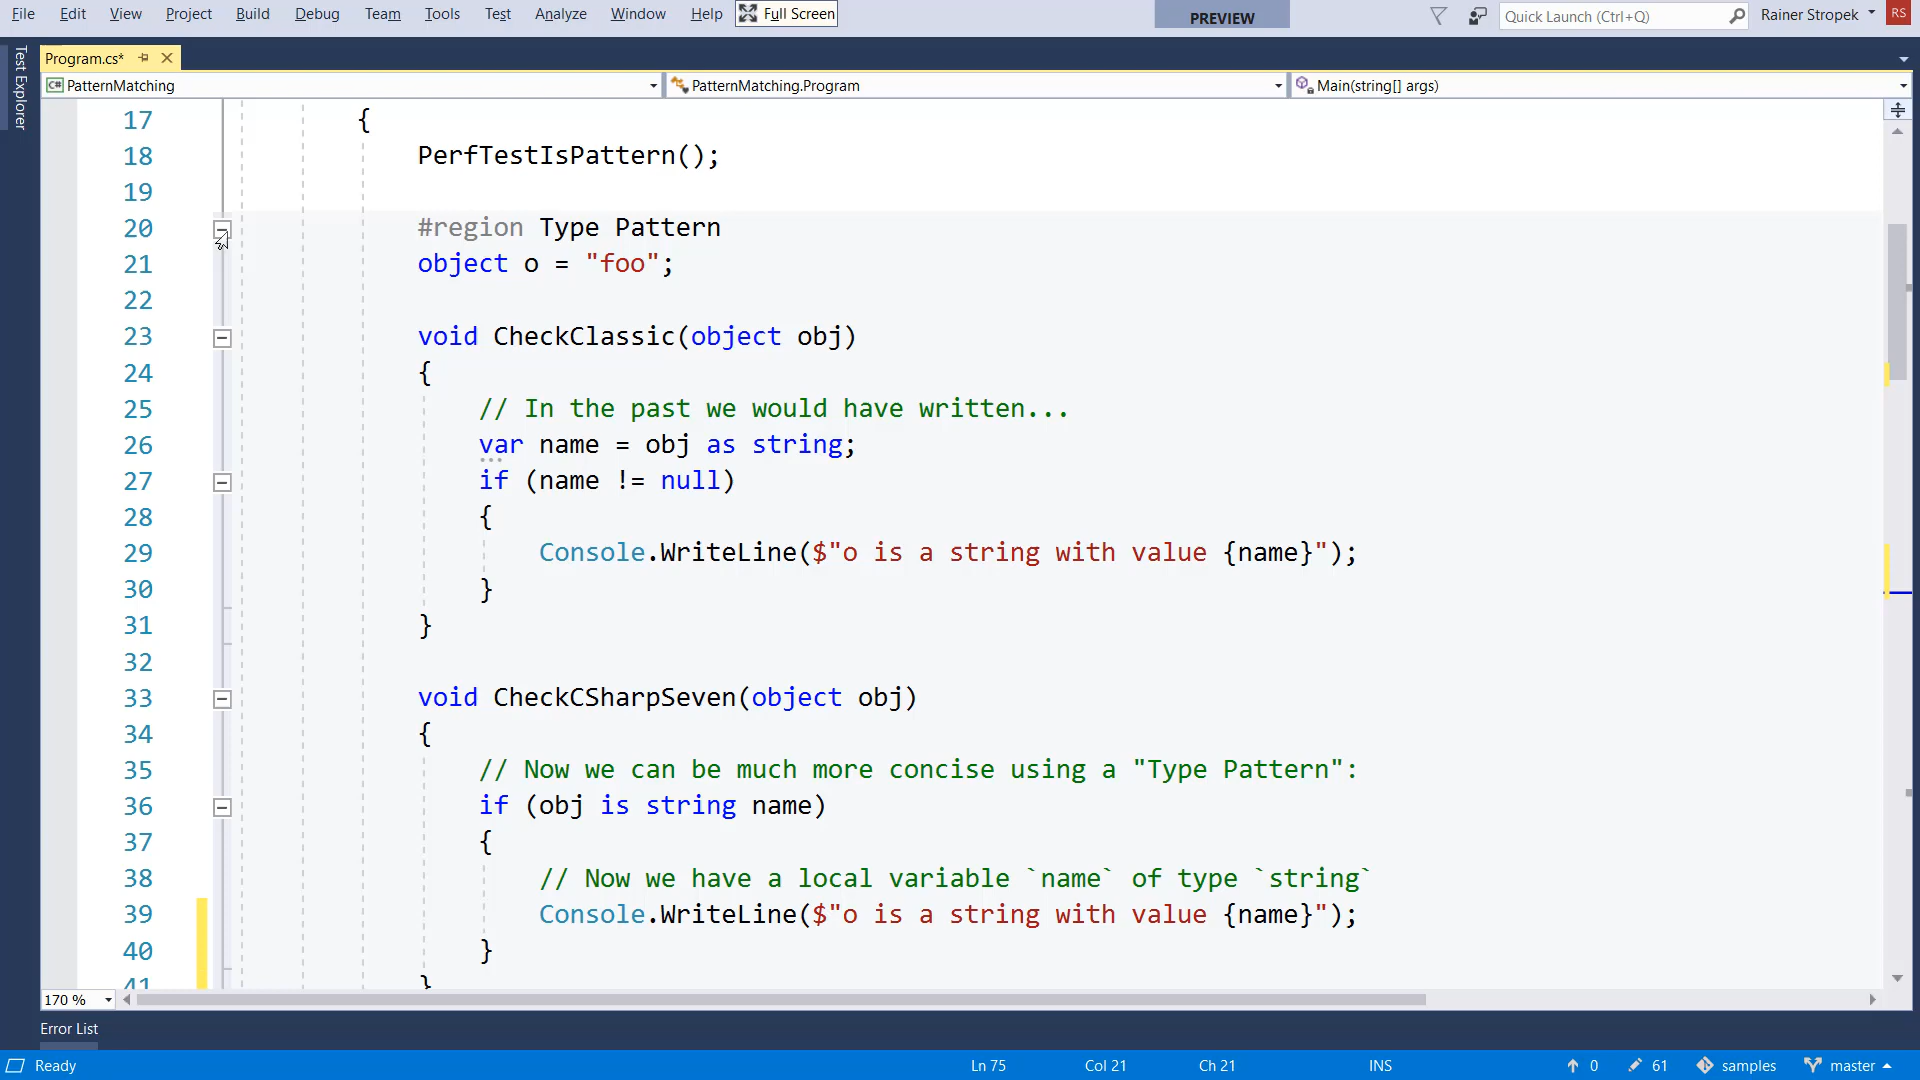 File Edit View Project Build Debug Team Tools Test Analyze Window Help Full Screen PREVIEW Quick Launch (Ctrl+Q) Rainer Stropek RS
Test Explorer
Program.cs*
C# PatternMatching PatternMatching.Program Main(string[] args)
17 {
18 PerfTestIsPattern();
19
20 #region Type Pattern
21 object o = "foo";
22
23 void CheckClassic(object obj)
24 {
25 // In the past we would have written...
26 var name = obj as string;
27 if (name != null)
28 {
29 Console.WriteLine($"o is a string with value {name}");
30 }
31 }
32
33 void CheckCSharpSeven(object obj)
34 {
35 // Now we can be much more concise using a "Type Pattern":
36 if (obj is string name)
37 {
38 // Now we have a local variable `name` of type `string`
39 Console.WriteLine($"o is a string with value {name}");
40 }
41 }
170 %
Error List
Ready Ln 75 Col 21 Ch 21 INS 0 61 samples master